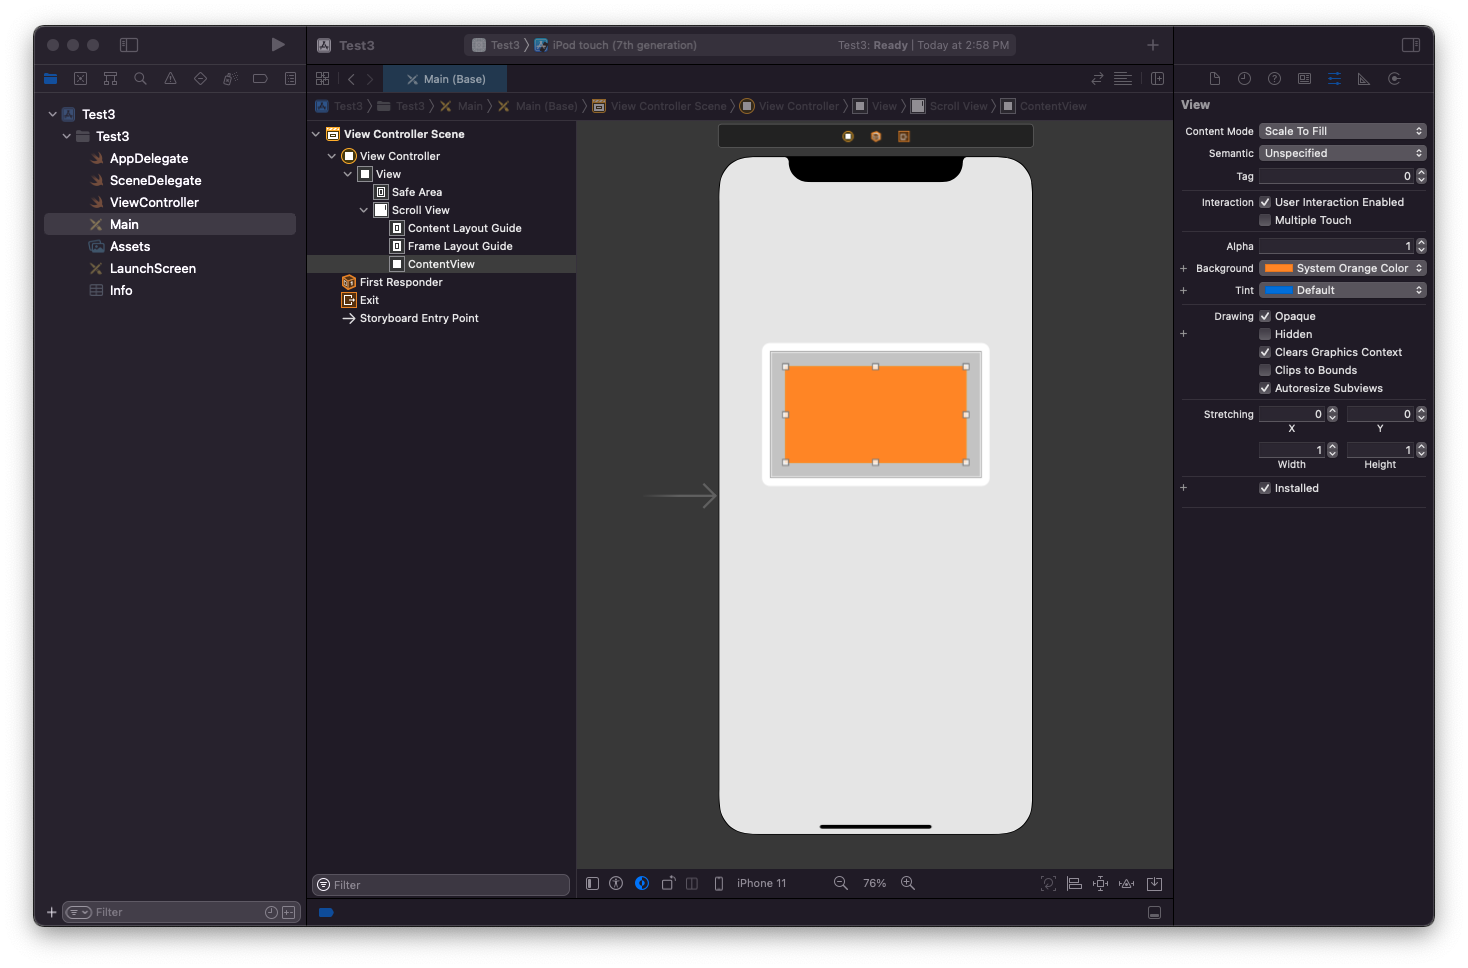 Test3
Test3
iPod touch (7th generation)
Test3: Ready | Today at 2:58 PM
Main (Base)
Test3
Test3
Main
Main (Base)
View Controller Scene
View Controller
View
Scroll View
ContentView
Test3
Test3
AppDelegate
SceneDelegate
ViewController
Main
Assets
LaunchScreen
Info
Filter
View Controller Scene
View Controller
View
Safe Area
Scroll View
Content Layout Guide
Frame Layout Guide
ContentView
First Responder
Exit
Storyboard Entry Point
Filter
iPhone 11
76%
View
Content Mode Scale To Fill
Semantic Unspecified
Tag 0
Interaction User Interaction Enabled
Multiple Touch
Alpha 1
Background System Orange Color
Tint Default
Drawing Opaque
Hidden
Clears Graphics Context
Clips to Bounds
Autoresize Subviews
Stretching 0 0
X Y
1 1
Width Height
Installed